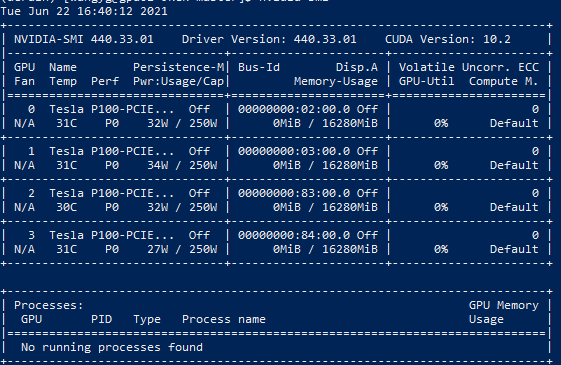 Tue Jun 22 16:40:12 2021
NVIDIA-SMI 440.33.01 Driver Version: 440.33.01 CUDA Version: 10.2
GPU Name Persistence-M| Bus-Id Disp.A | Volatile Uncorr. ECC
Fan Temp Perf Pwr:Usage/Cap| Memory-Usage | GPU-Util Compute M.
0 Tesla P100-PCIE... Off | 00000000:02:00.0 Off | 0
N/A 31C P0 32W / 250W | 0MiB / 16280MiB | 0% Default
1 Tesla P100-PCIE... Off | 00000000:03:00.0 Off | 0
N/A 31C P0 34W / 250W | 0MiB / 16280MiB | 0% Default
2 Tesla P100-PCIE... Off | 00000000:83:00.0 Off | 0
N/A 30C P0 32W / 250W | 0MiB / 16280MiB | 0% Default
3 Tesla P100-PCIE... Off | 00000000:84:00.0 Off | 0
N/A 31C P0 27W / 250W | 0MiB / 16280MiB | 0% Default
Processes: GPU Memory
GPU PID Type Process name Usage
No running processes found